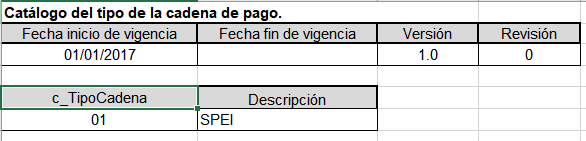 Catálogo del tipo de la cadena de pago.
Fecha inicio de vigencia Fecha fin de vigencia Versión Revisión
01/01/2017 1.0 0
c_TipoCadena Descripción
01 SPEI